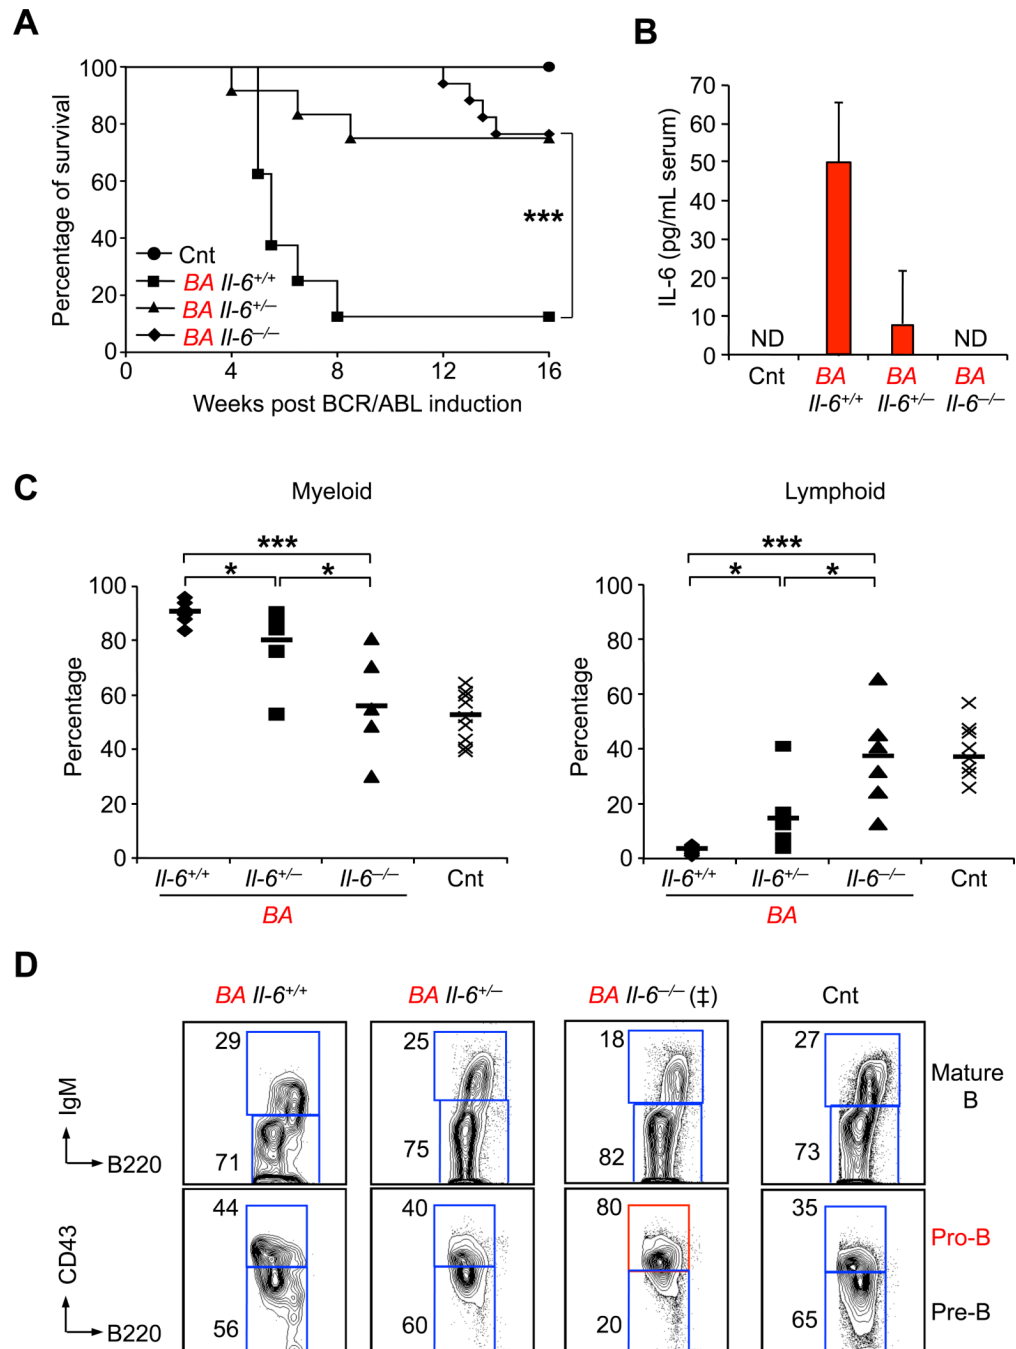 A
Percentage of survival
100
80
60
40
20
0
Cnt
BA Il-6+/+
BA Il-6+/–
BA Il-6–/–
***
0 4 8 12 16
Weeks post BCR/ABL induction
B
IL-6 (pg/mL serum)
70
60
50
40
30
20
10
0
ND ND
Cnt BA BA BA
Il-6+/+ Il-6+/– Il-6–/–
C
Myeloid
***
* *
Percentage
100
80
60
40
20
0
Il-6+/+ Il-6+/– Il-6–/– Cnt
BA
Lymphoid
***
* *
Percentage
100
80
60
40
20
0
Il-6+/+ Il-6+/– Il-6–/– Cnt
BA
D
BA Il-6+/+ BA Il-6+/– BA Il-6–/– (‡) Cnt
IgM
B220
29 25 18 27
71 75 82 73
Mature
B
CD43
B220
44 40 80 35
56 60 20 65
Pro-B
Pre-B